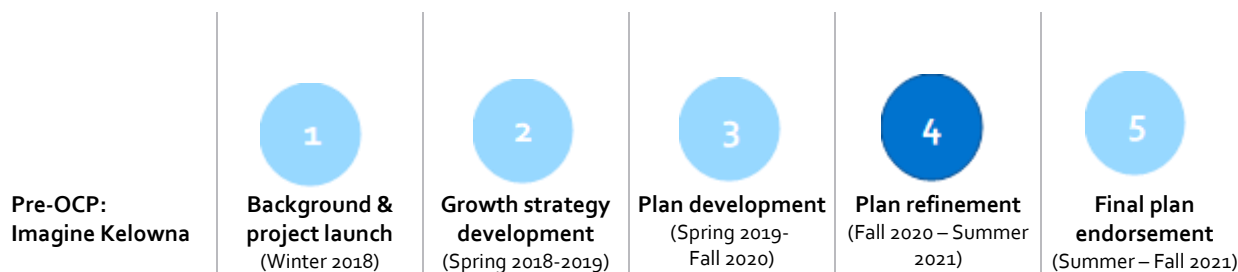 1
2
3
4
5
Pre-OCP:
Imagine Kelowna
Background &
project launch
(Winter 2018)
Growth strategy
development
(Spring 2018-2019)
Plan development
(Spring 2019-
Fall 2020)
Plan refinement
(Fall 2020 – Summer
2021)
Final plan
endorsement
(Summer – Fall 2021)